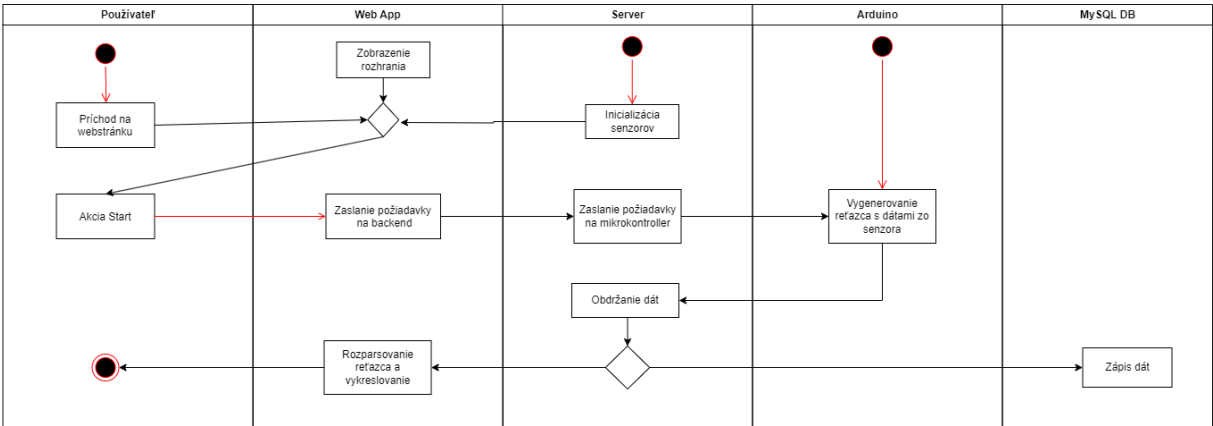 Používateľ
Web App
Server
Arduino
MySQL DB
Zobrazenie
rozhrania
Príchod na
webstránku
Inicializácia
senzorov
Akcia Start
Zaslanie požiadavky
na backend
Zaslanie požiadavky
na mikrokontroller
Vygenerovanie
reťazca s dátami zo
senzora
Obdržanie dát
Rozparsovanie
reťazca a
vykreslovanie
Zápis dát